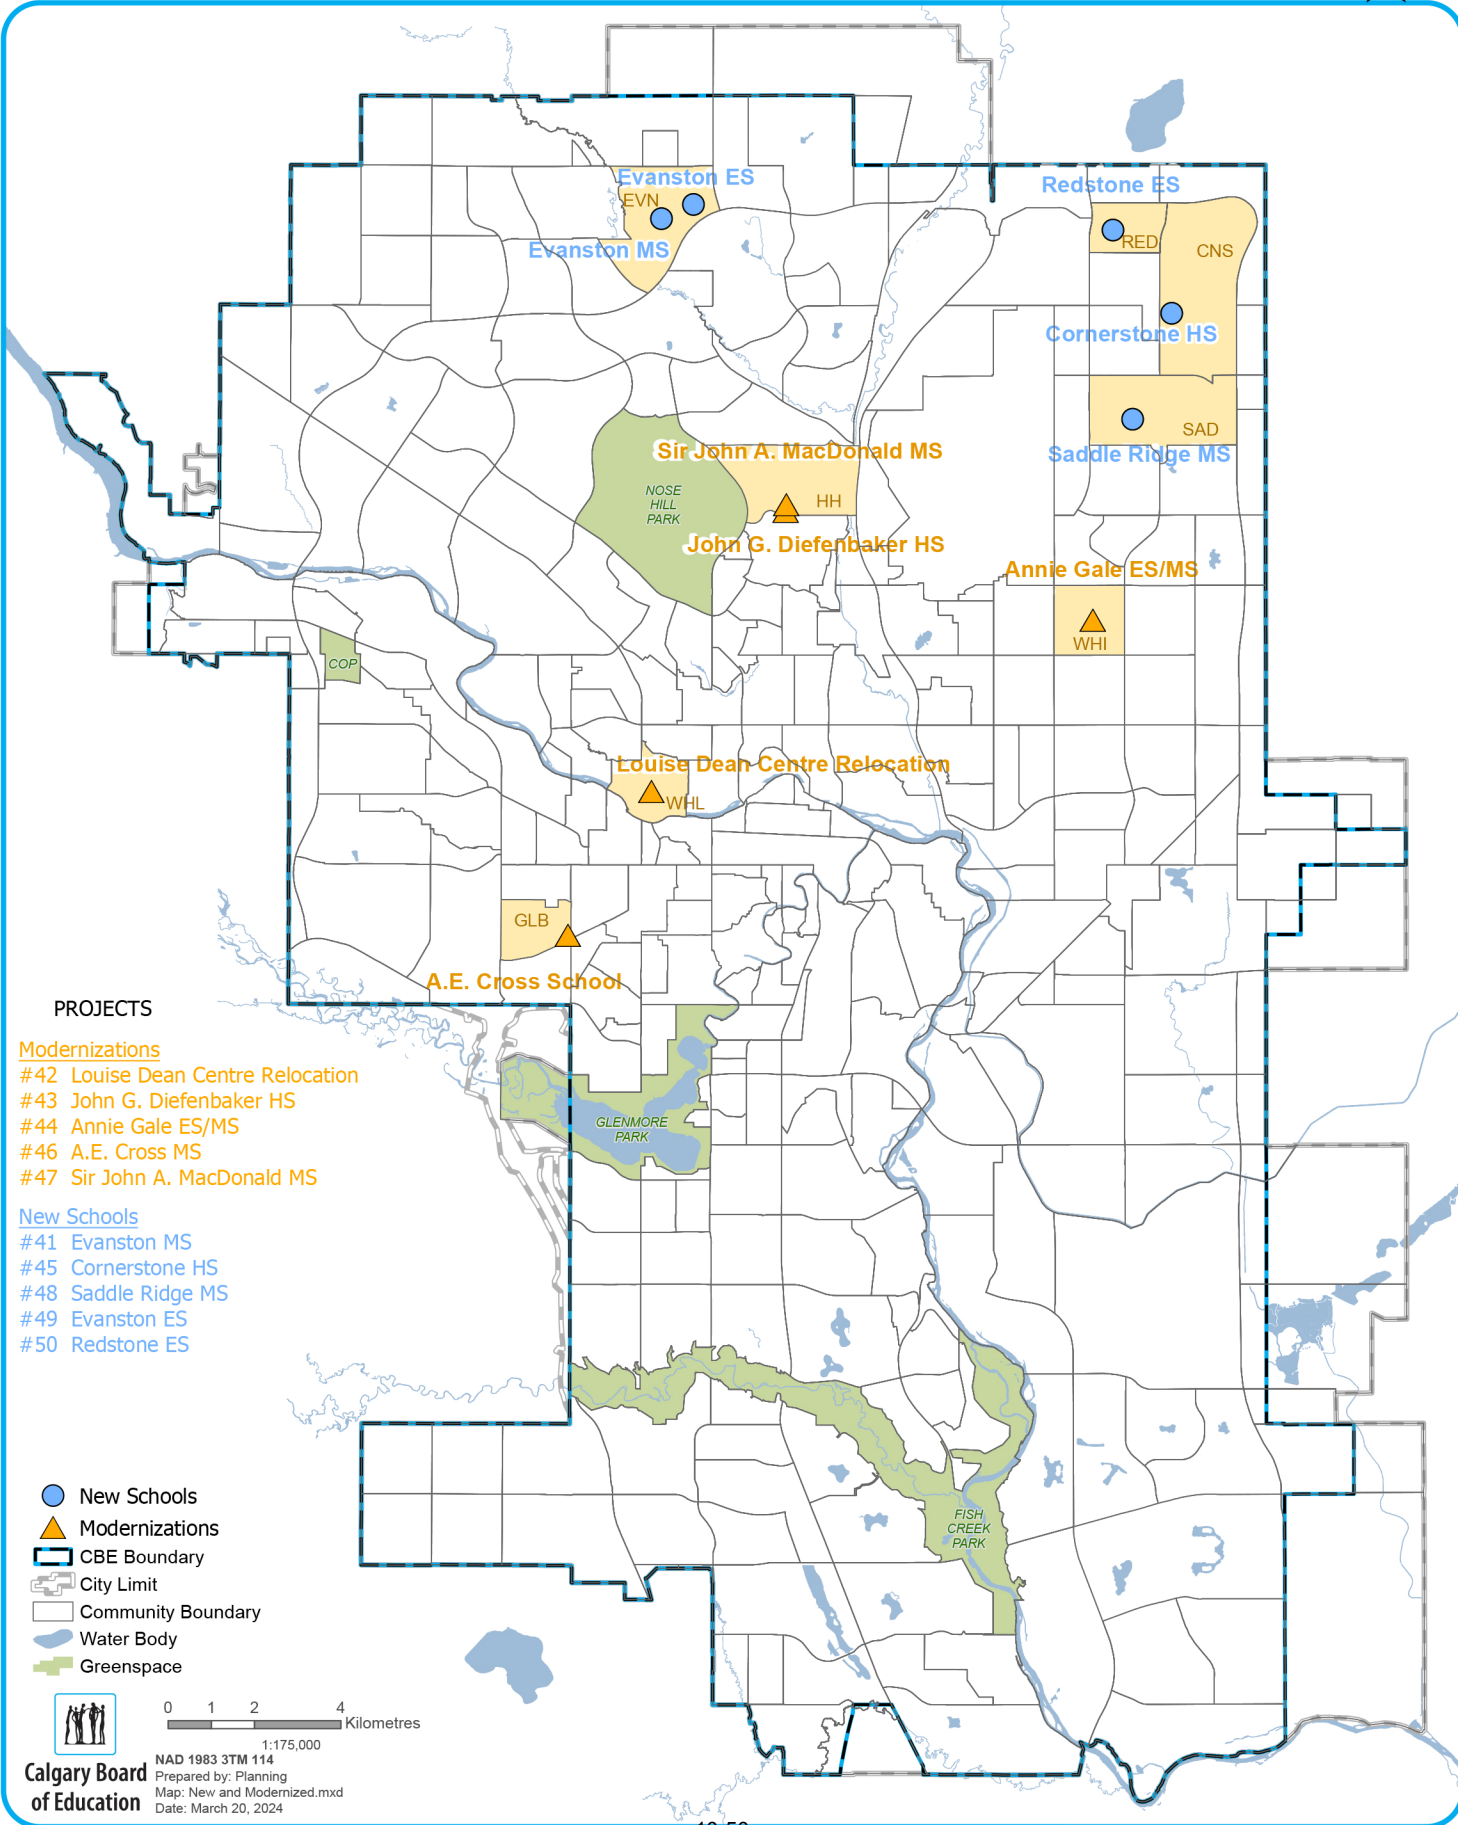 Evanston ES
Redstone ES
EVN
RED
CNS
Evanston MS
Cornerstone HS
SAD
Saddle Ridge MS
Sir John A. MacDonald MS
NOSE
HILL
PARK
HH
John G. Diefenbaker HS
Annie Gale ES/MS
WHI
COP
Louise Dean Centre Relocation
WHL
GLB
A.E. Cross School
GLENMORE
PARK
FISH
CREEK
PARK
PROJECTS
Modernizations
#42 Louise Dean Centre Relocation
#43 John G. Diefenbaker HS
#44 Annie Gale ES/MS
#46 A.E. Cross MS
#47 Sir John A. MacDonald MS
New Schools
#41 Evanston MS
#45 Cornerstone HS
#48 Saddle Ridge MS
#49 Evanston ES
#50 Redstone ES
New Schools
Modernizations
CBE Boundary
City Limit
Community Boundary
Water Body
Greenspace
0 1 2 4
Kilometres
1:175,000
Calgary Board
of Education
NAD 1983 3TM 114
Prepared by: Planning
Map: New and Modernized.mxd
Date: March 20, 2024